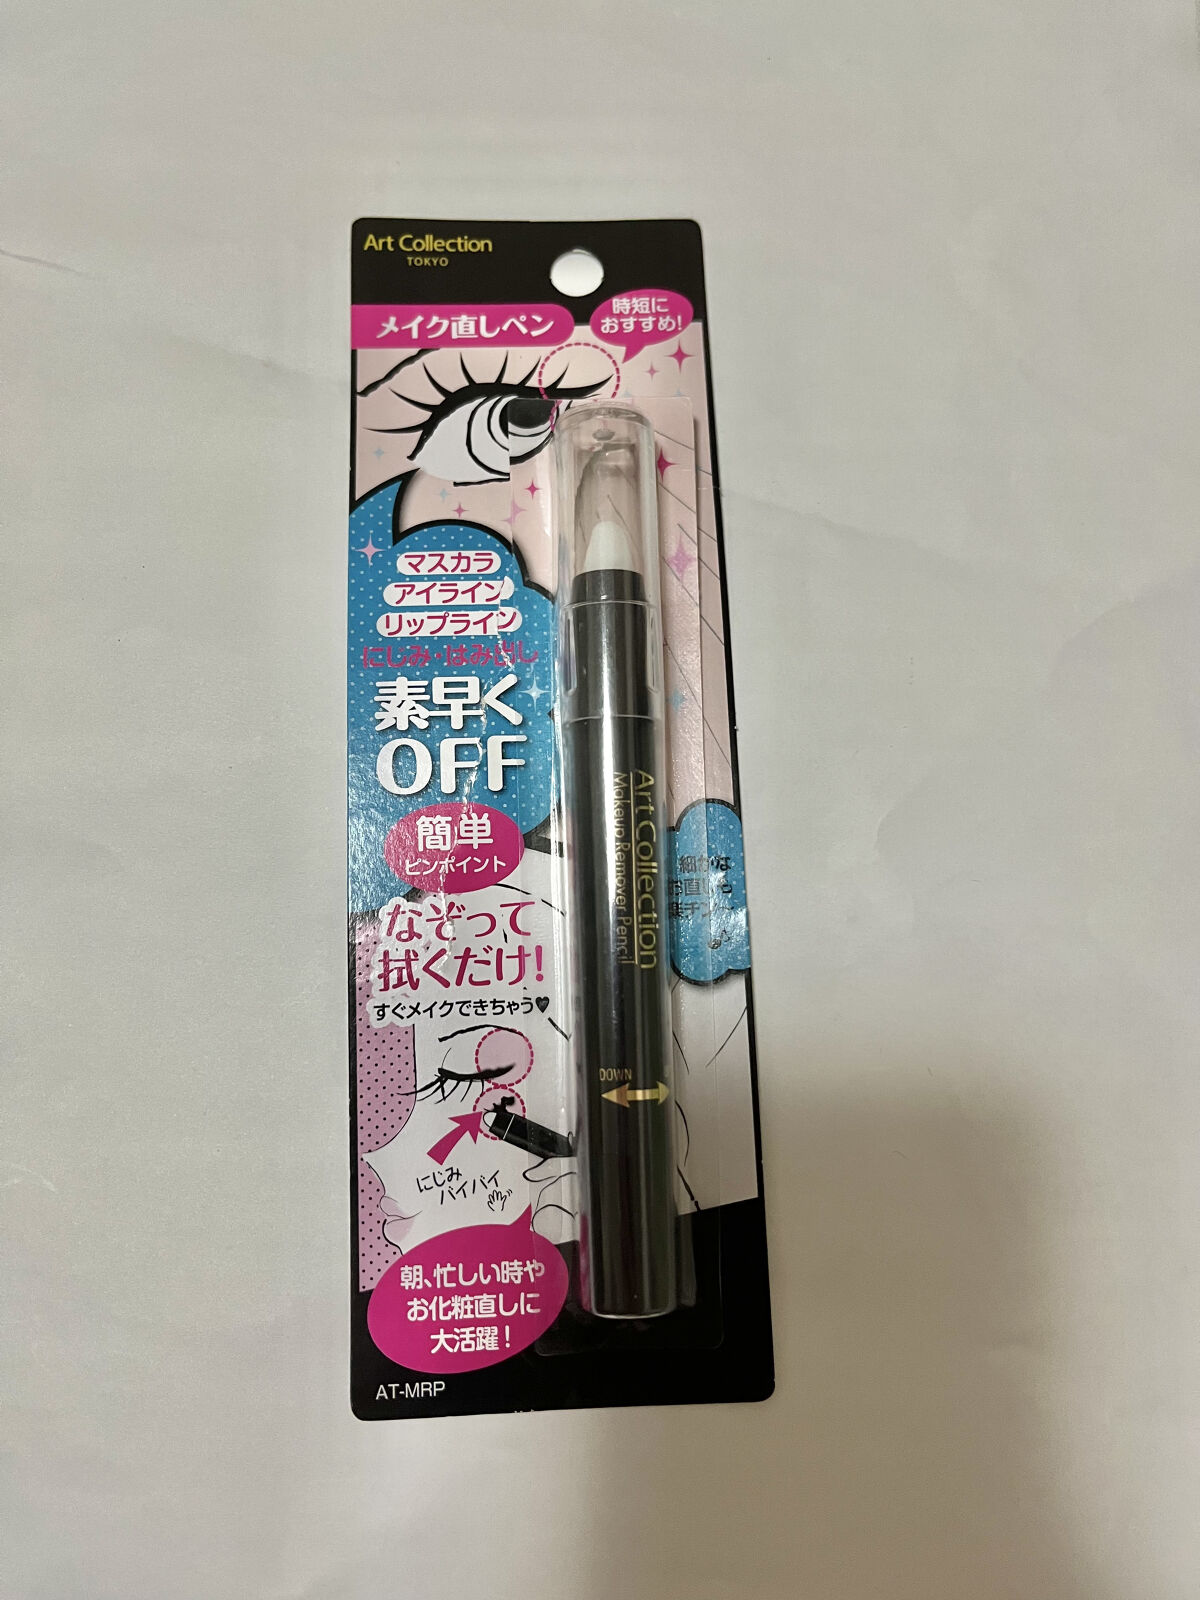 Art Collection
TOKYO
メイク直しペン
時短に
おすすめ!
マスカラ
アイライン
リップライン
にじみ・はみ出し
素早く
OFF
簡単
ピンポイント
なぞって
拭くだけ!
すぐメイクできちゃう♥
Art Collection
Makeup Remover Pencil
DOWN
細かな
にじみ
バイバイ
朝、忙しい時や
お化粧直しに
大活躍!
AT-MRP